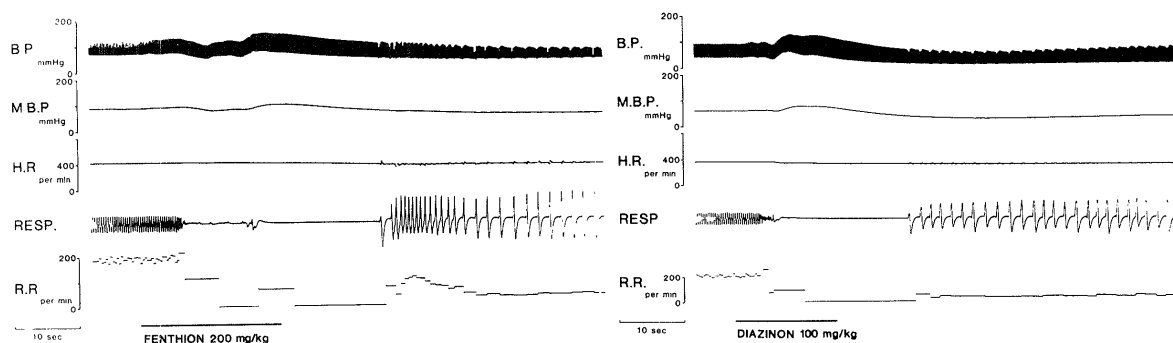 200
B P
mmHg
0
200
M B.P
mmHg
0
H.R
400
per min
0
RESP.
200
R.R
per min
0
10 sec
FENTHION 200 mg/kg
200
B.P.
mmHg
0
200
M.B.P.
mmHg
0
H.R.
400
per min
0
RESP
200
R.R.
per min
0
10 sec
DIAZINON 100 mg/kg